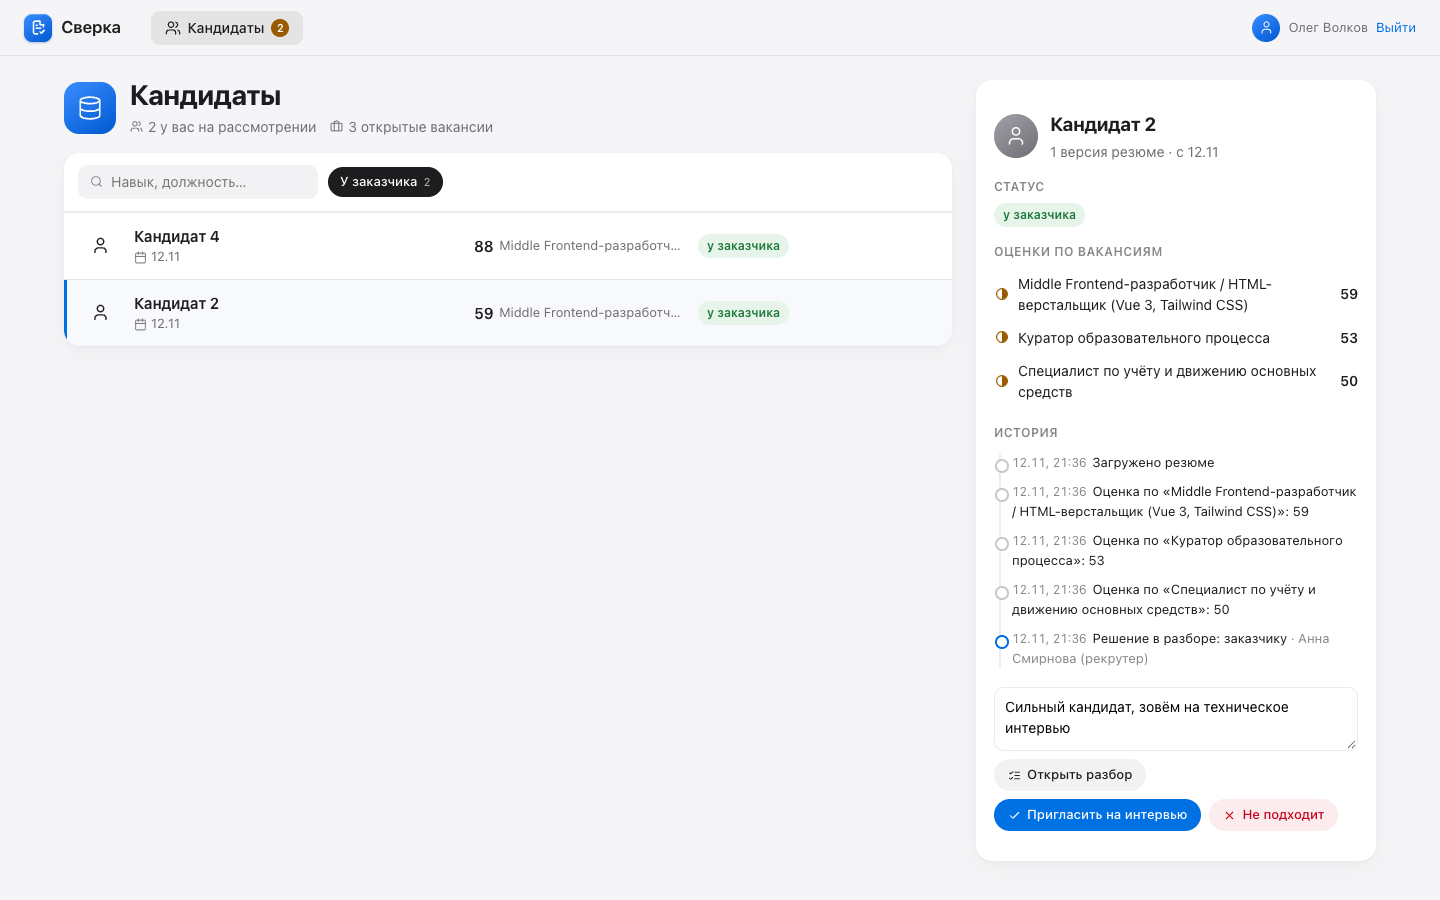 Сверка
Кандидаты 2
Олег Волков Выйти
Кандидаты
2 у вас на рассмотрении 3 открытые вакансии
Навык, должность...
У заказчика 2
Кандидат 4
12.11
88 Middle Frontend-разработч...
у заказчика
Кандидат 2
12.11
59 Middle Frontend-разработч...
у заказчика
Кандидат 2
1 версия резюме · с 12.11
СТАТУС
у заказчика
ОЦЕНКИ ПО ВАКАНСИЯМ
Middle Frontend-разработчик / HTML-
верстальщик (Vue 3, Tailwind CSS)
59
Куратор образовательного процесса 53
Специалист по учёту и движению основных
средств
50
ИСТОРИЯ
12.11, 21:36 Загружено резюме
12.11, 21:36 Оценка по «Middle Frontend-разработчик
/ HTML-верстальщик (Vue 3, Tailwind CSS)»: 59
12.11, 21:36 Оценка по «Куратор образовательного
процесса»: 53
12.11, 21:36 Оценка по «Специалист по учёту и
движению основных средств»: 50
12.11, 21:36 Решение в разборе: заказчику · Анна
Смирнова (рекрутер)
Сильный кандидат, зовём на техническое
интервью
Открыть разбор
Пригласить на интервью
Не подходит